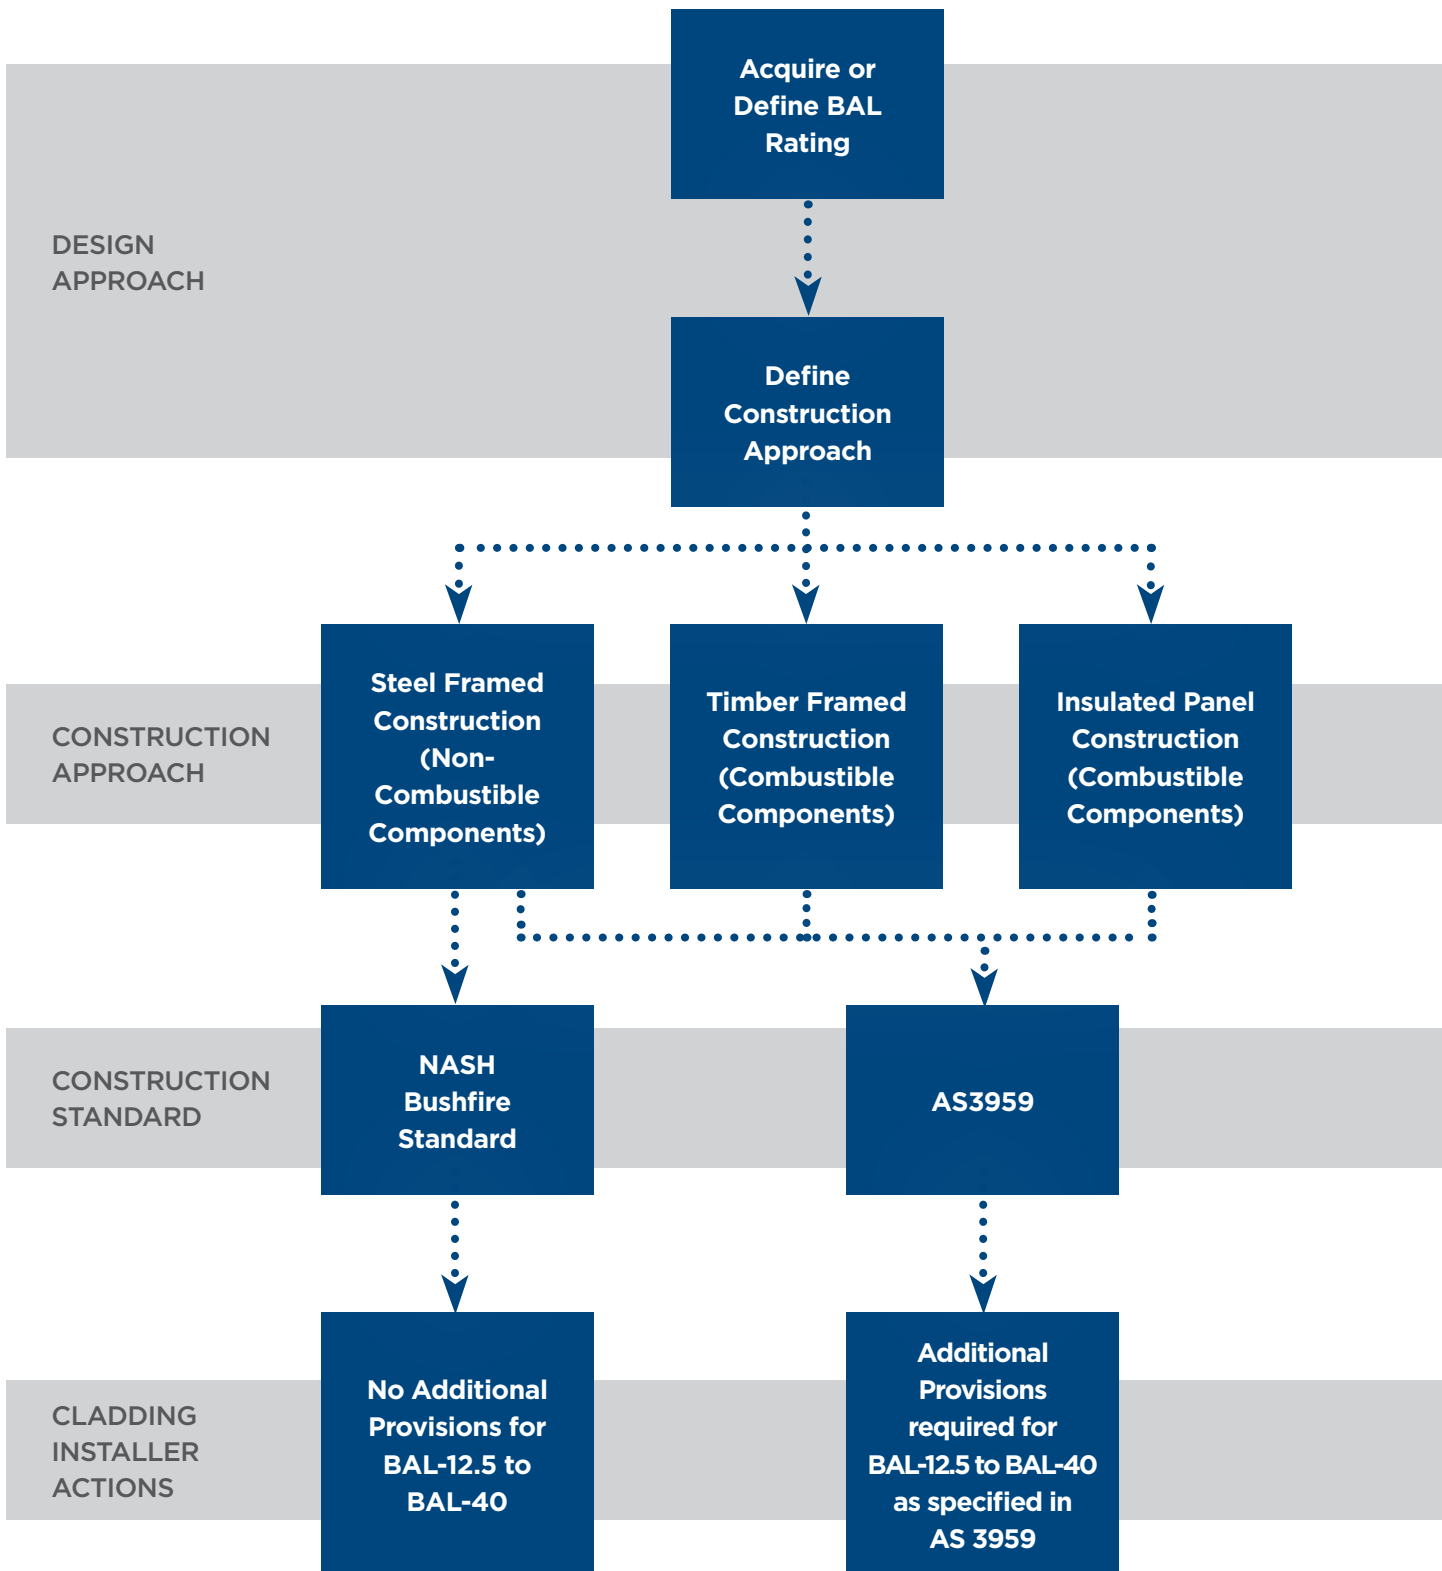 Acquire or
Define BAL
Rating
DESIGN
APPROACH
Define
Construction
Approach
CONSTRUCTION
APPROACH
Steel Framed
Construction
(Non-
Combustible
Components)
Timber Framed
Construction
(Combustible
Components)
Insulated Panel
Construction
(Combustible
Components)
CONSTRUCTION
STANDARD
NASH
Bushfire
Standard
AS3959
CLADDING
INSTALLER
ACTIONS
No Additional
Provisions for
BAL-12.5 to
BAL-40
Additional
Provisions
required for
BAL-12.5 to BAL-40
as specified in
AS 3959